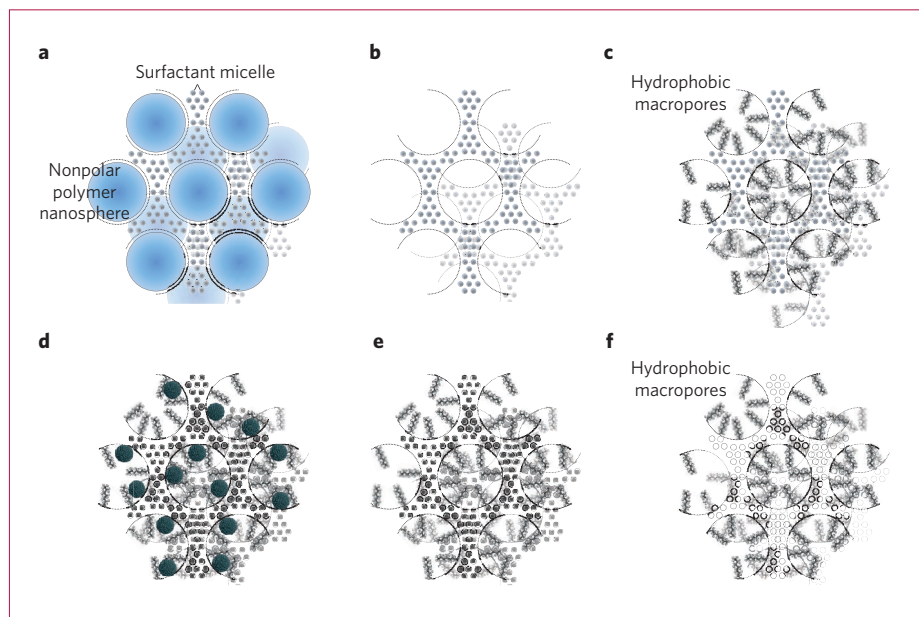 a
b
c
Surfactant micelle
Hydrophobic
macropores
Nonpolar
polymer
nanosphere
d
e
f
Hydrophobic
macropores